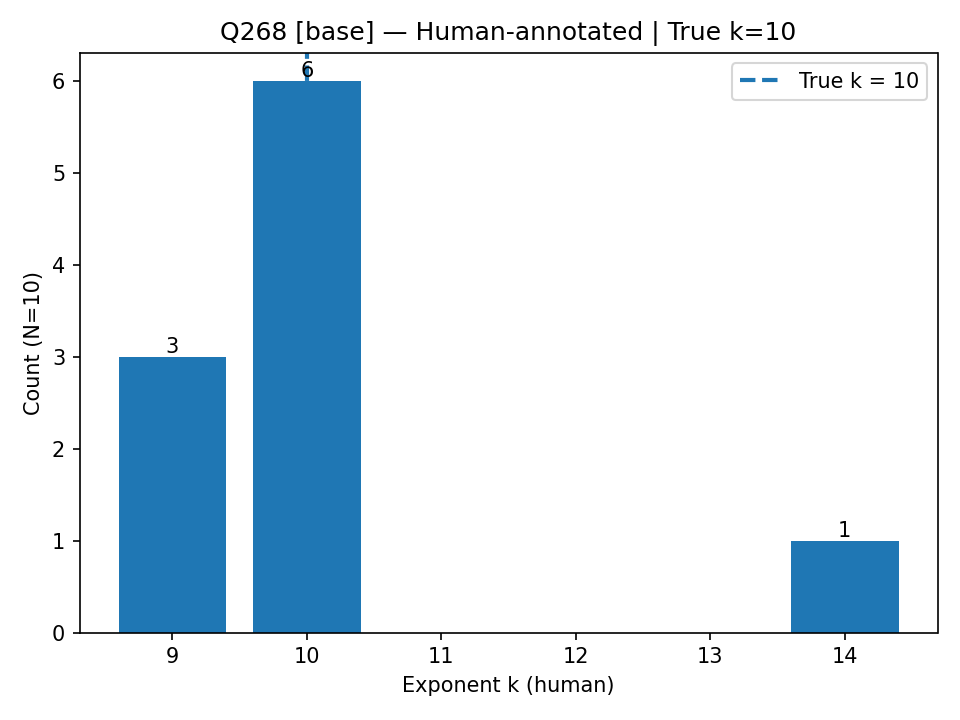 Q268 [base] — Human-annotated | True k=10
True k = 10
Count (N=10)
6
5
4
3
2
1
0
3
6
1
9 10 11 12 13 14
Exponent k (human)